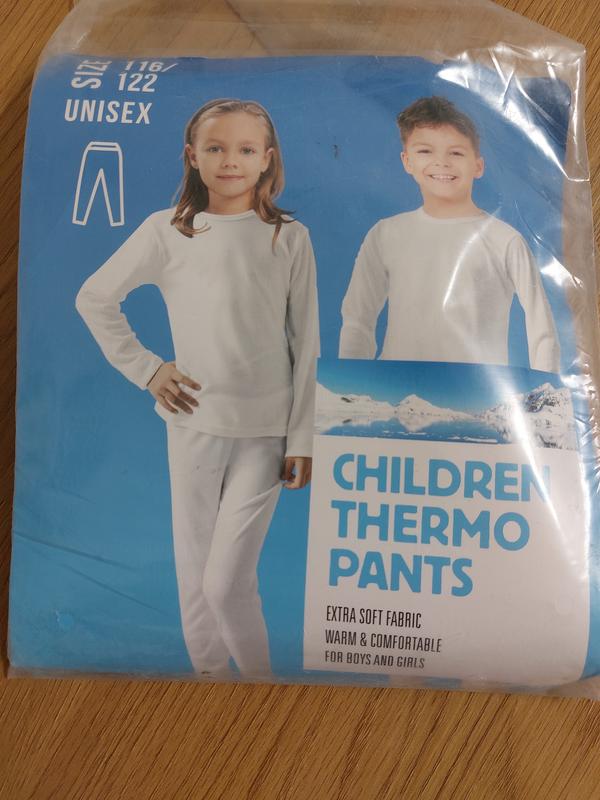 SIZE 116/
122
UNISEX
CHILDREN
THERMO
PANTS
EXTRA SOFT FABRIC
WARM & COMFORTABLE
FOR BOYS AND GIRLS